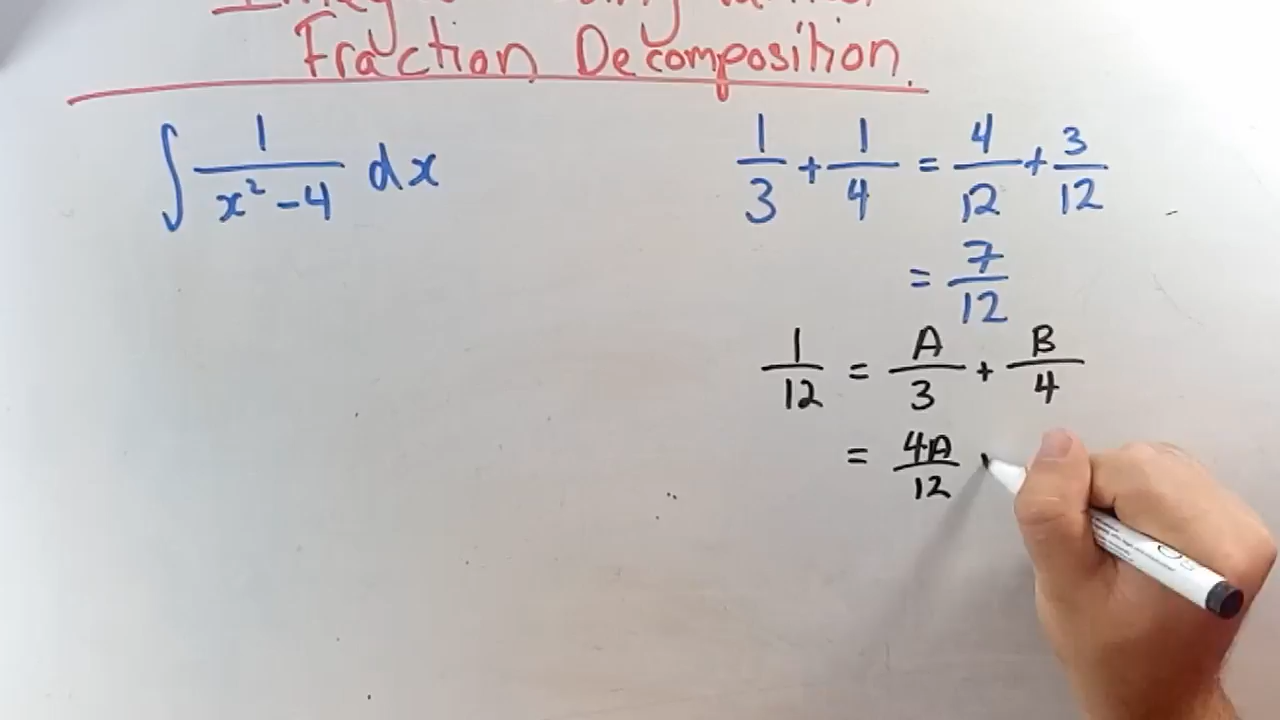 Fraction Decomposition.
∫ 1/(x² - 4) dx
1/3 + 1/4 = 4/12 + 3/12
= 7/12
1/12 = A/3 + B/4
= 4A/12